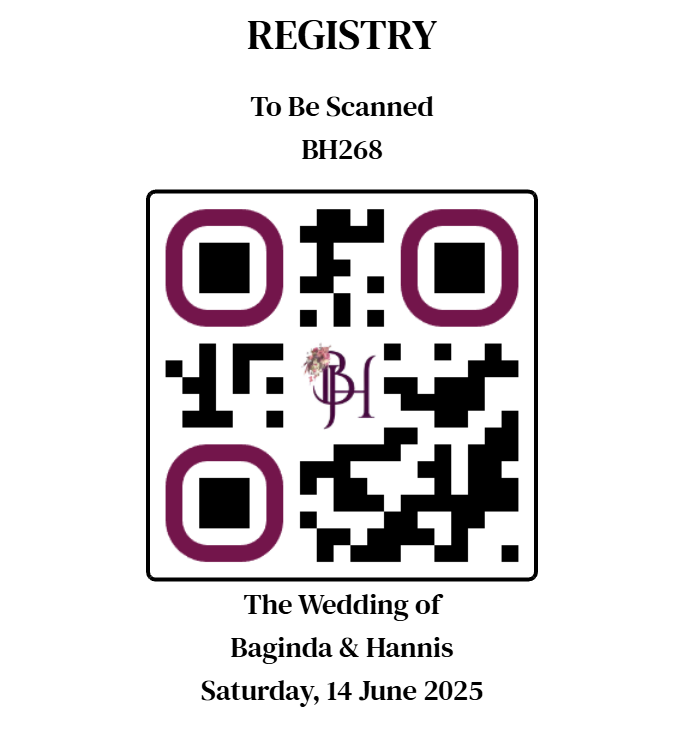 REGISTRY
To Be Scanned
BH268
BH
The Wedding of
Baginda & Hannis
Saturday, 14 June 2025